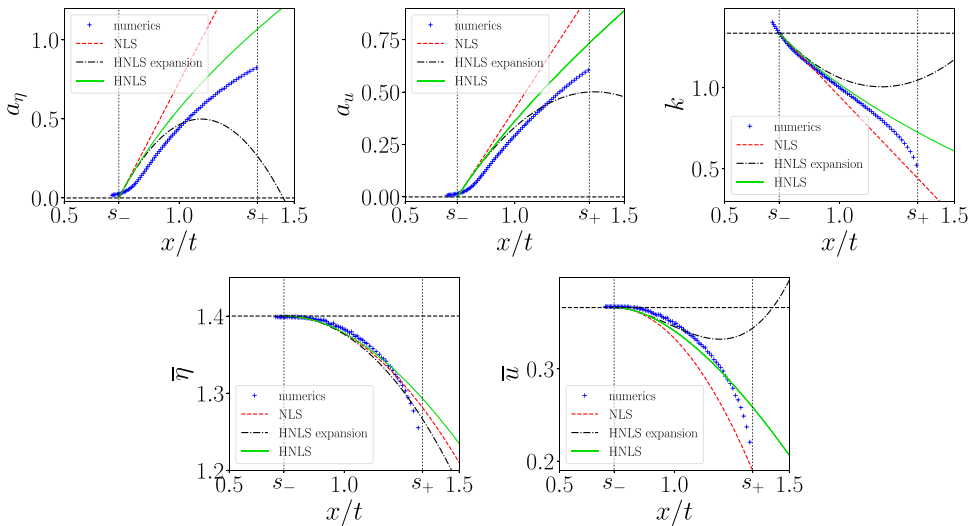 1.0
0.5
0.0
a_η
numerics
NLS
HNLS expansion
HNLS
0.5
s_−
1.0
s_+
1.5
x/t
0.75
0.50
0.25
0.00
a_u
numerics
NLS
HNLS expansion
HNLS
0.5
s_−
1.0
s_+
1.5
x/t
1.0
0.5
k
numerics
NLS
HNLS expansion
HNLS
0.5
s_−
1.0
s_+
1.5
x/t
1.4
1.3
1.2
η̅
numerics
NLS
HNLS expansion
HNLS
0.5
s_−
1.0
s_+
1.5
x/t
0.3
0.2
u̅
numerics
NLS
HNLS expansion
HNLS
0.5
s_−
1.0
s_+
1.5
x/t